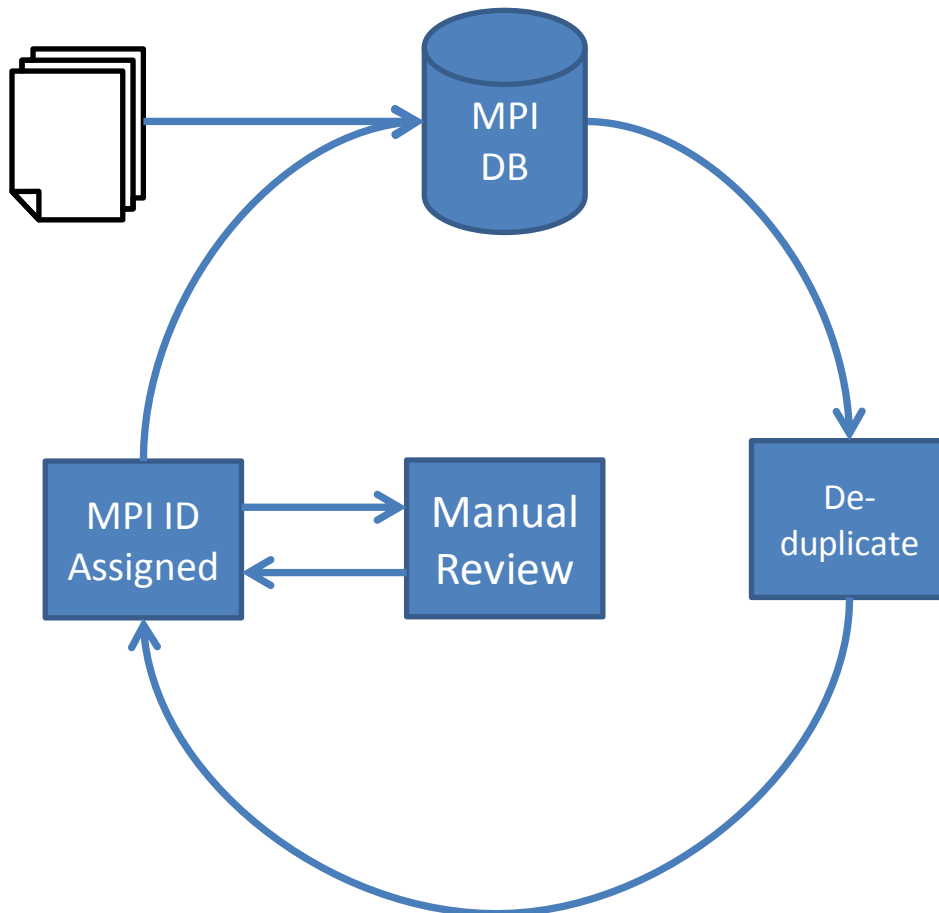 MPI
DB
De-
duplicate
MPI ID
Assigned
Manual
Review